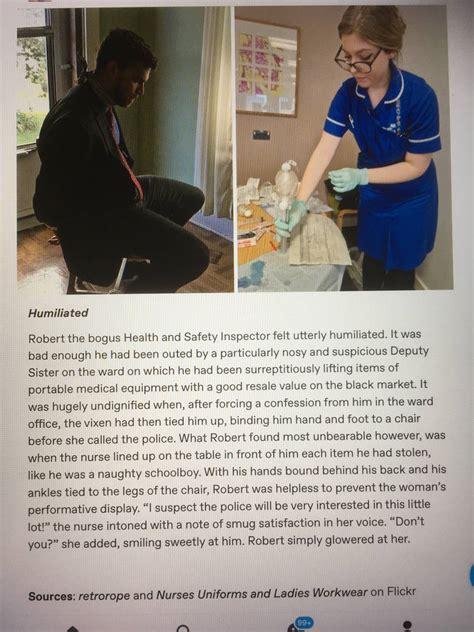 Humiliated
Robert the bogus Health and Safety Inspector felt utterly humiliated. It was
bad enough he had been outed by a particularly nosy and suspicious Deputy
Sister on the ward on which he had been surreptitiously lifting items of
portable medical equipment with a good resale value on the black market. It
was hugely undignified when, after forcing a confession from him in the ward
office, the vixen had then tied him up, binding him hand and foot to a chair
before she called the police. What Robert found most unbearable however, was
when the nurse lined up on the table in front of him each item he had stolen,
like he was a naughty schoolboy. With his hands bound behind his back and his
ankles tied to the legs of the chair, Robert was helpless to prevent the woman's
performative display. “I suspect the police will be very interested in this little
lot!” the nurse intoned with a note of smug satisfaction in her voice. “Don't
you?” she added, smiling sweetly at him. Robert simply glowered at her.
Sources: retrorope and Nurses Uniforms and Ladies Workwear on Flickr
99+